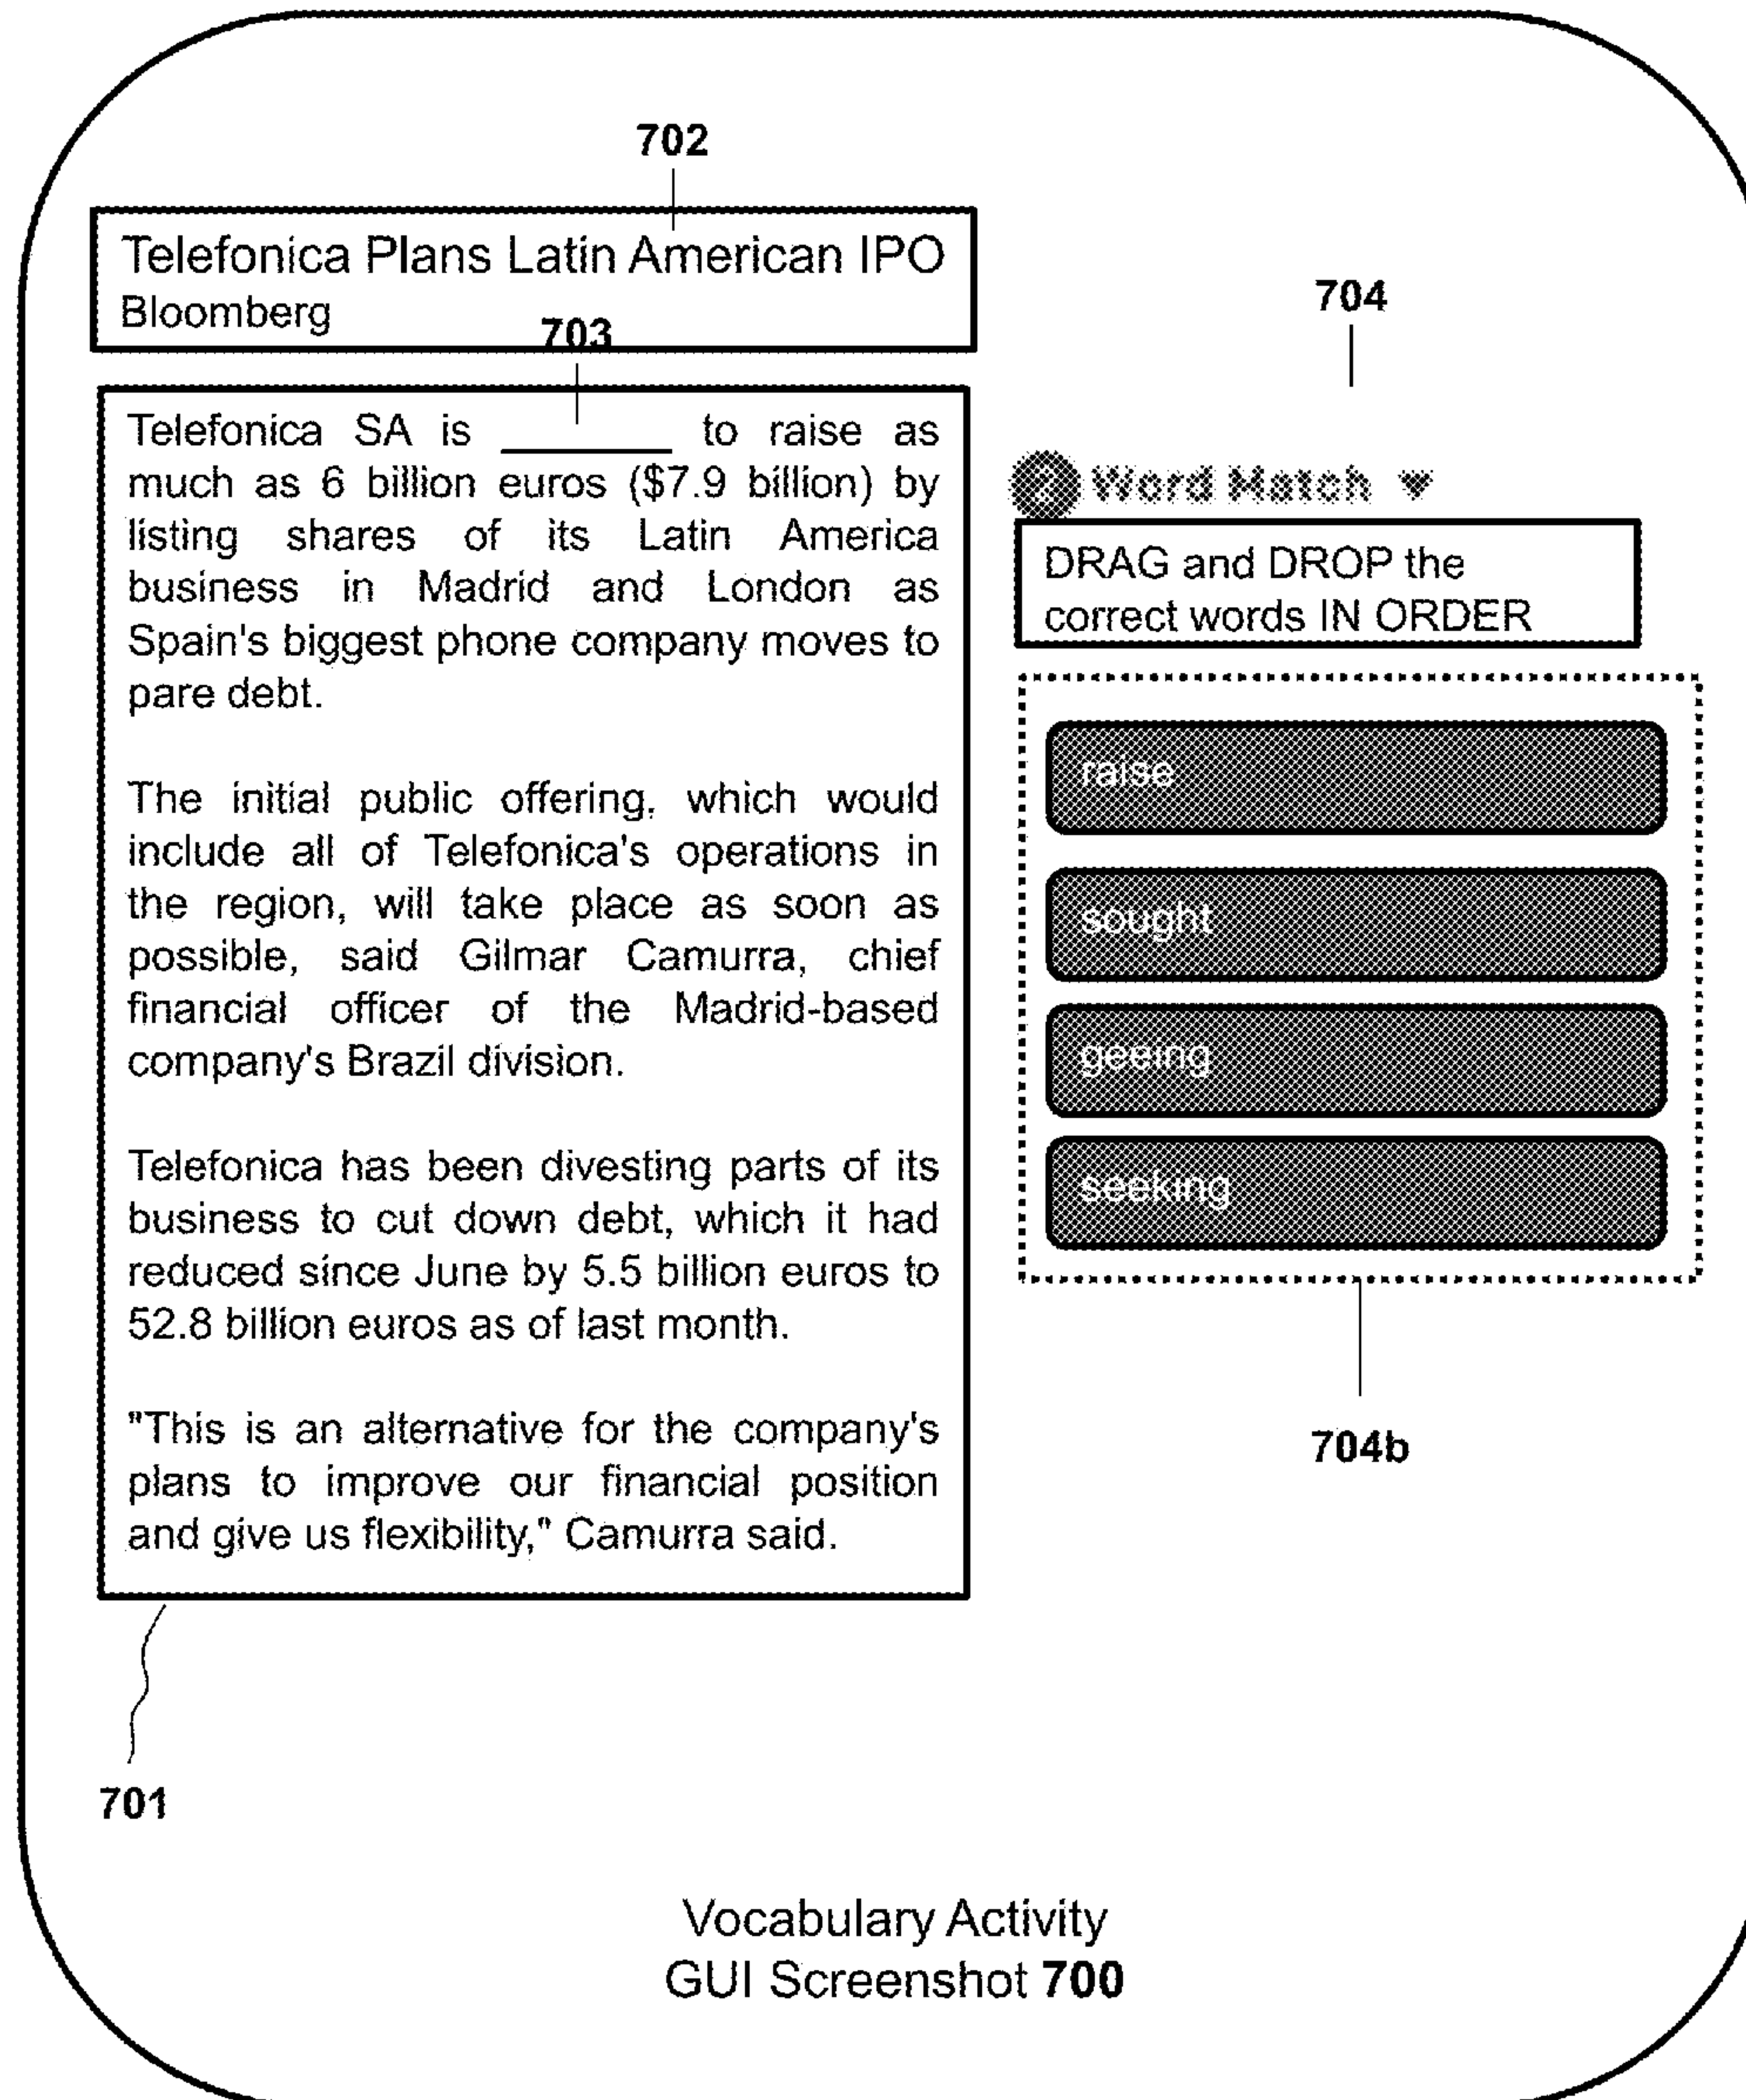 702
Telefonica Plans Latin American IPO
Bloomberg
703
Telefonica SA is ________ to raise as
much as 6 billion euros ($7.9 billion) by
listing shares of its Latin America
business in Madrid and London as
Spain's biggest phone company moves to
pare debt.
The initial public offering, which would
include all of Telefonica's operations in
the region, will take place as soon as
possible, said Gilmar Camurra, chief
financial officer of the Madrid-based
company's Brazil division.
Telefonica has been divesting parts of its
business to cut down debt, which it had
reduced since June by 5.5 billion euros to
52.8 billion euros as of last month.
"This is an alternative for the company's
plans to improve our financial position
and give us flexibility," Camurra said.
701
704
Word Match
DRAG and DROP the
correct words IN ORDER
raise
sought
geeing
seeking
704b
Vocabulary Activity
GUI Screenshot 700